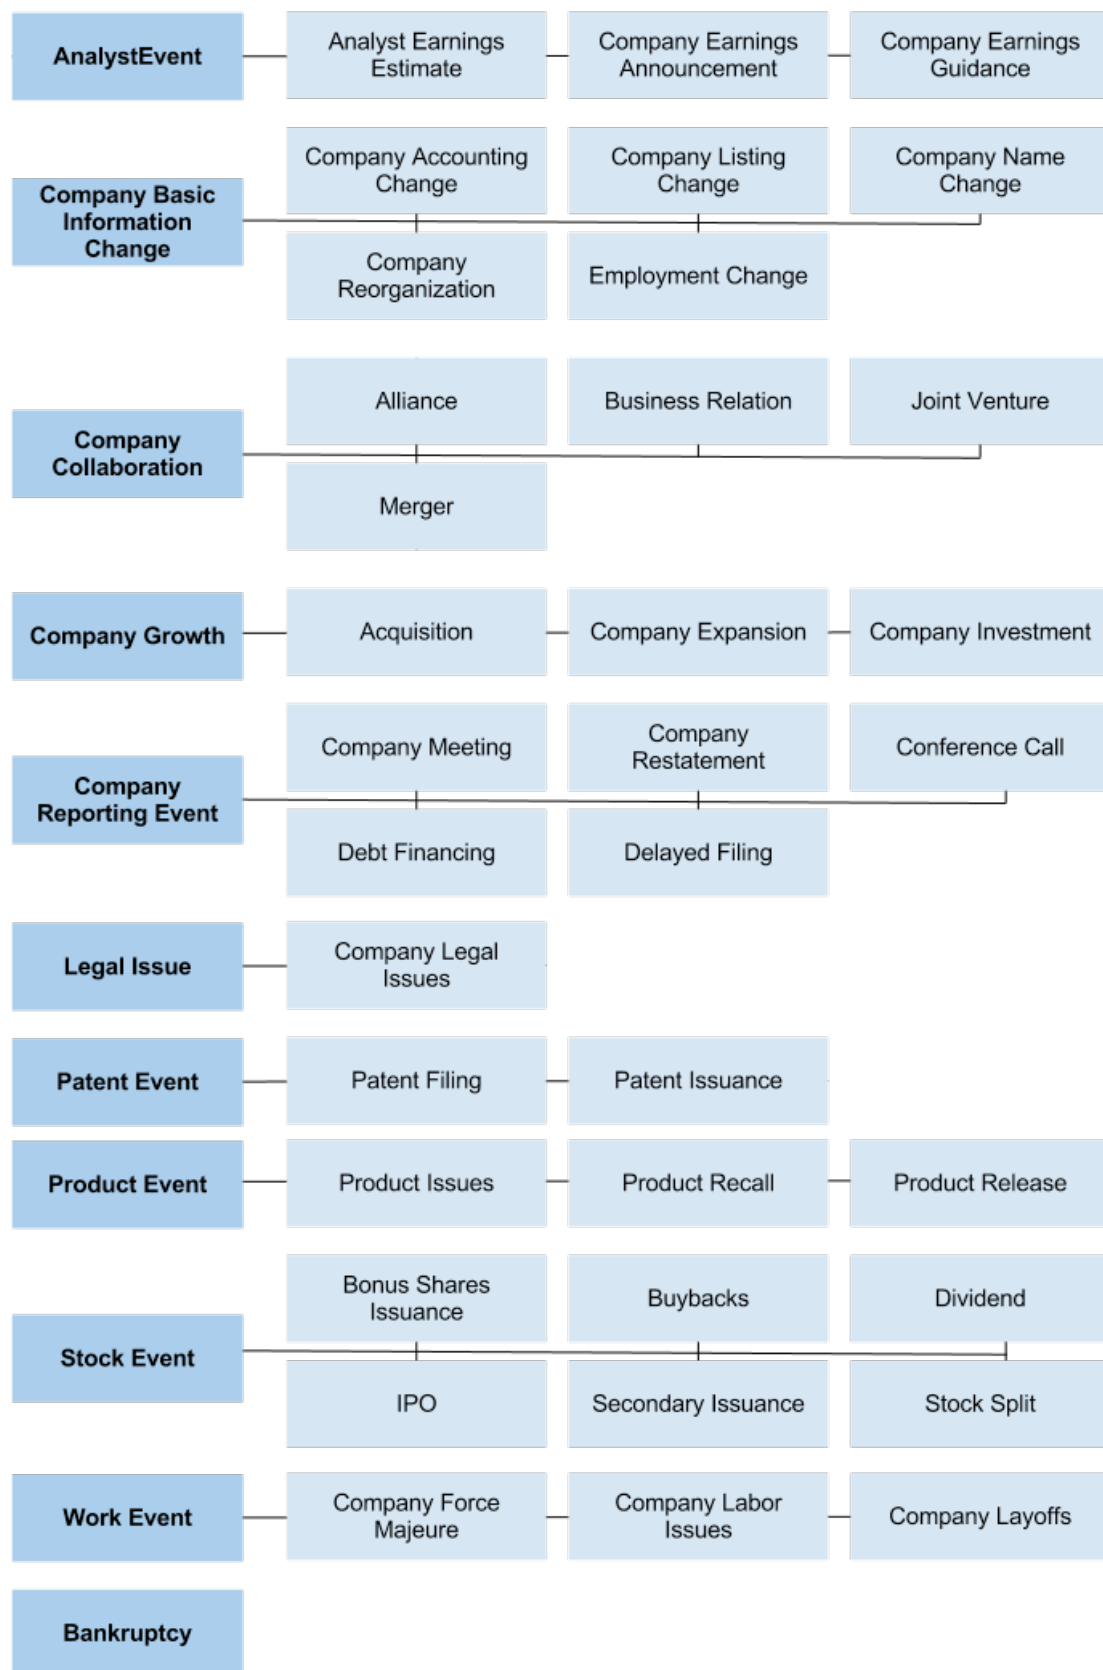 AnalystEvent
Analyst Earnings
Estimate
Company Earnings
Announcement
Company Earnings
Guidance
Company Basic
Information
Change
Company Accounting
Change
Company Listing
Change
Company Name
Change
Company
Reorganization
Employment Change
Company
Collaboration
Alliance
Business Relation
Joint Venture
Merger
Company Growth
Acquisition
Company Expansion
Company Investment
Company
Reporting Event
Company Meeting
Company
Restatement
Conference Call
Debt Financing
Delayed Filing
Legal Issue
Company Legal
Issues
Patent Event
Patent Filing
Patent Issuance
Product Event
Product Issues
Product Recall
Product Release
Stock Event
Bonus Shares
Issuance
Buybacks
Dividend
IPO
Secondary Issuance
Stock Split
Work Event
Company Force
Majeure
Company Labor
Issues
Company Layoffs
Bankruptcy